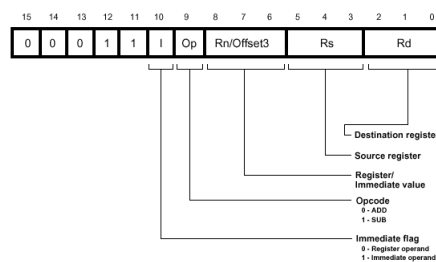 15 14 13 12 11 10 9 8 7 6 5 4 3 2 1 0
0 0 0 1 1 I Op Rn/Offset3 Rs Rd
Destination register
Source register
Register/
Immediate value
Opcode
0 - ADD
1 - SUB
Immediate flag
0 - Register operand
1 - Immediate operand